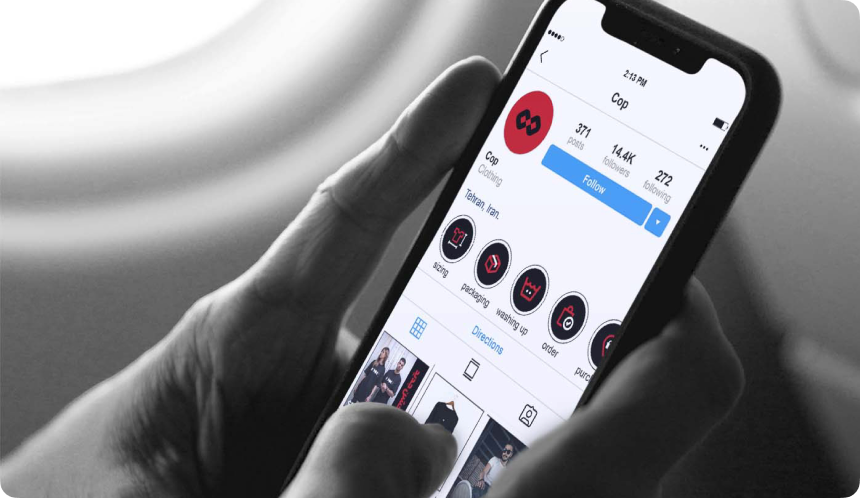 2:13 PM
Cop
371
posts
14.4K
followers
272
following
Follow
Cop
Clothing
Tehran, Iran.
sizing
packaging
washing up
order
purc
Directions